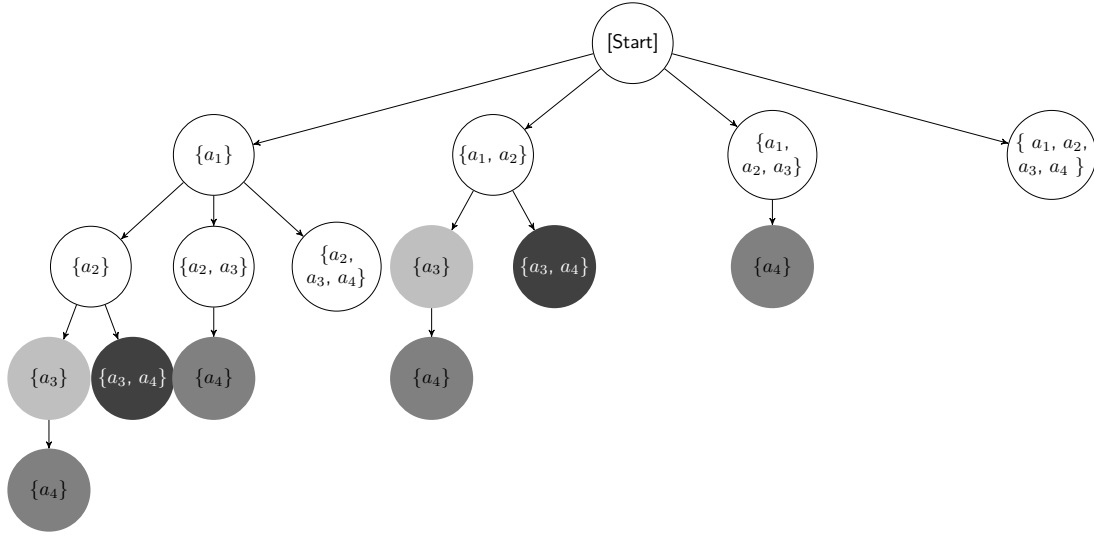 [Start]
{a₁}
{a₁, a₂}
{a₁,
a₂, a₃}
{ a₁, a₂,
a₃, a₄ }
{a₂}
{a₂, a₃}
{a₂,
a₃, a₄}
{a₃}
{a₃, a₄}
{a₄}
{a₃}
{a₃, a₄}
{a₄}
{a₄}
{a₄}